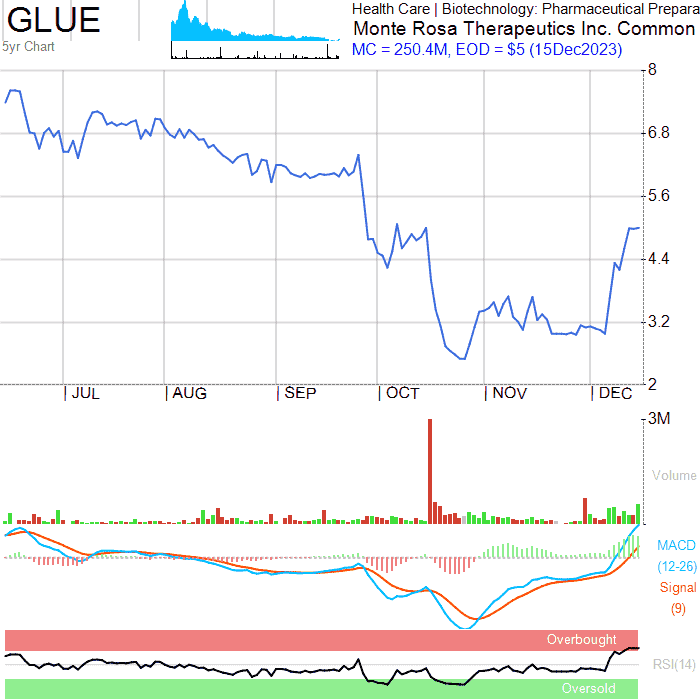 GLUE
5yr Chart
Health Care | Biotechnology: Pharmaceutical Prepara
Monte Rosa Therapeutics Inc. Common
MC = 250.4M, EOD = $5 (15Dec2023)
8
6.8
5.6
4.4
3.2
2
| JUL | AUG | SEP | OCT | NOV | DEC
3M
Volume
MACD
(12-26)
Signal
(9)
Overbought
RSI(14)
Oversold